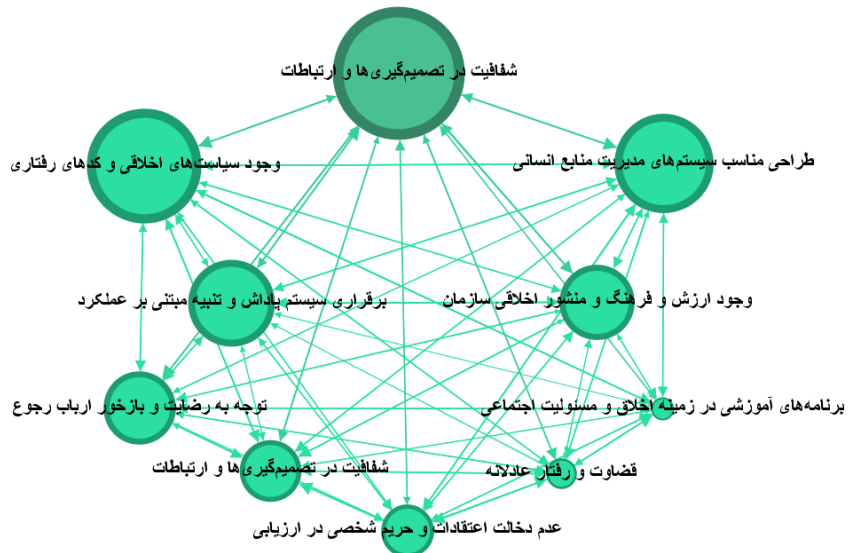 شفافیت در تصمیم‌گیری‌ها و ارتباطات
طراحی مناسب سیستم‌های مدیریت منابع انسانی
وجود سیاست‌های اخلاقی و کدهای رفتاری
وجود ارزش و فرهنگ و منشور اخلاقی سازمان
برقراری سیستم پاداش و تنبیه مبتنی بر عملکرد
برنامه‌های آموزشی در زمینه اخلاق و مسئولیت اجتماعی
توجه به رضایت و بازخور ارباب رجوع
قضاوت و رفتار عادلانه
شفافیت در تصمیم‌گیری‌ها و ارتباطات
عدم دخالت اعتقادات و حریم شخصی در ارزیابی